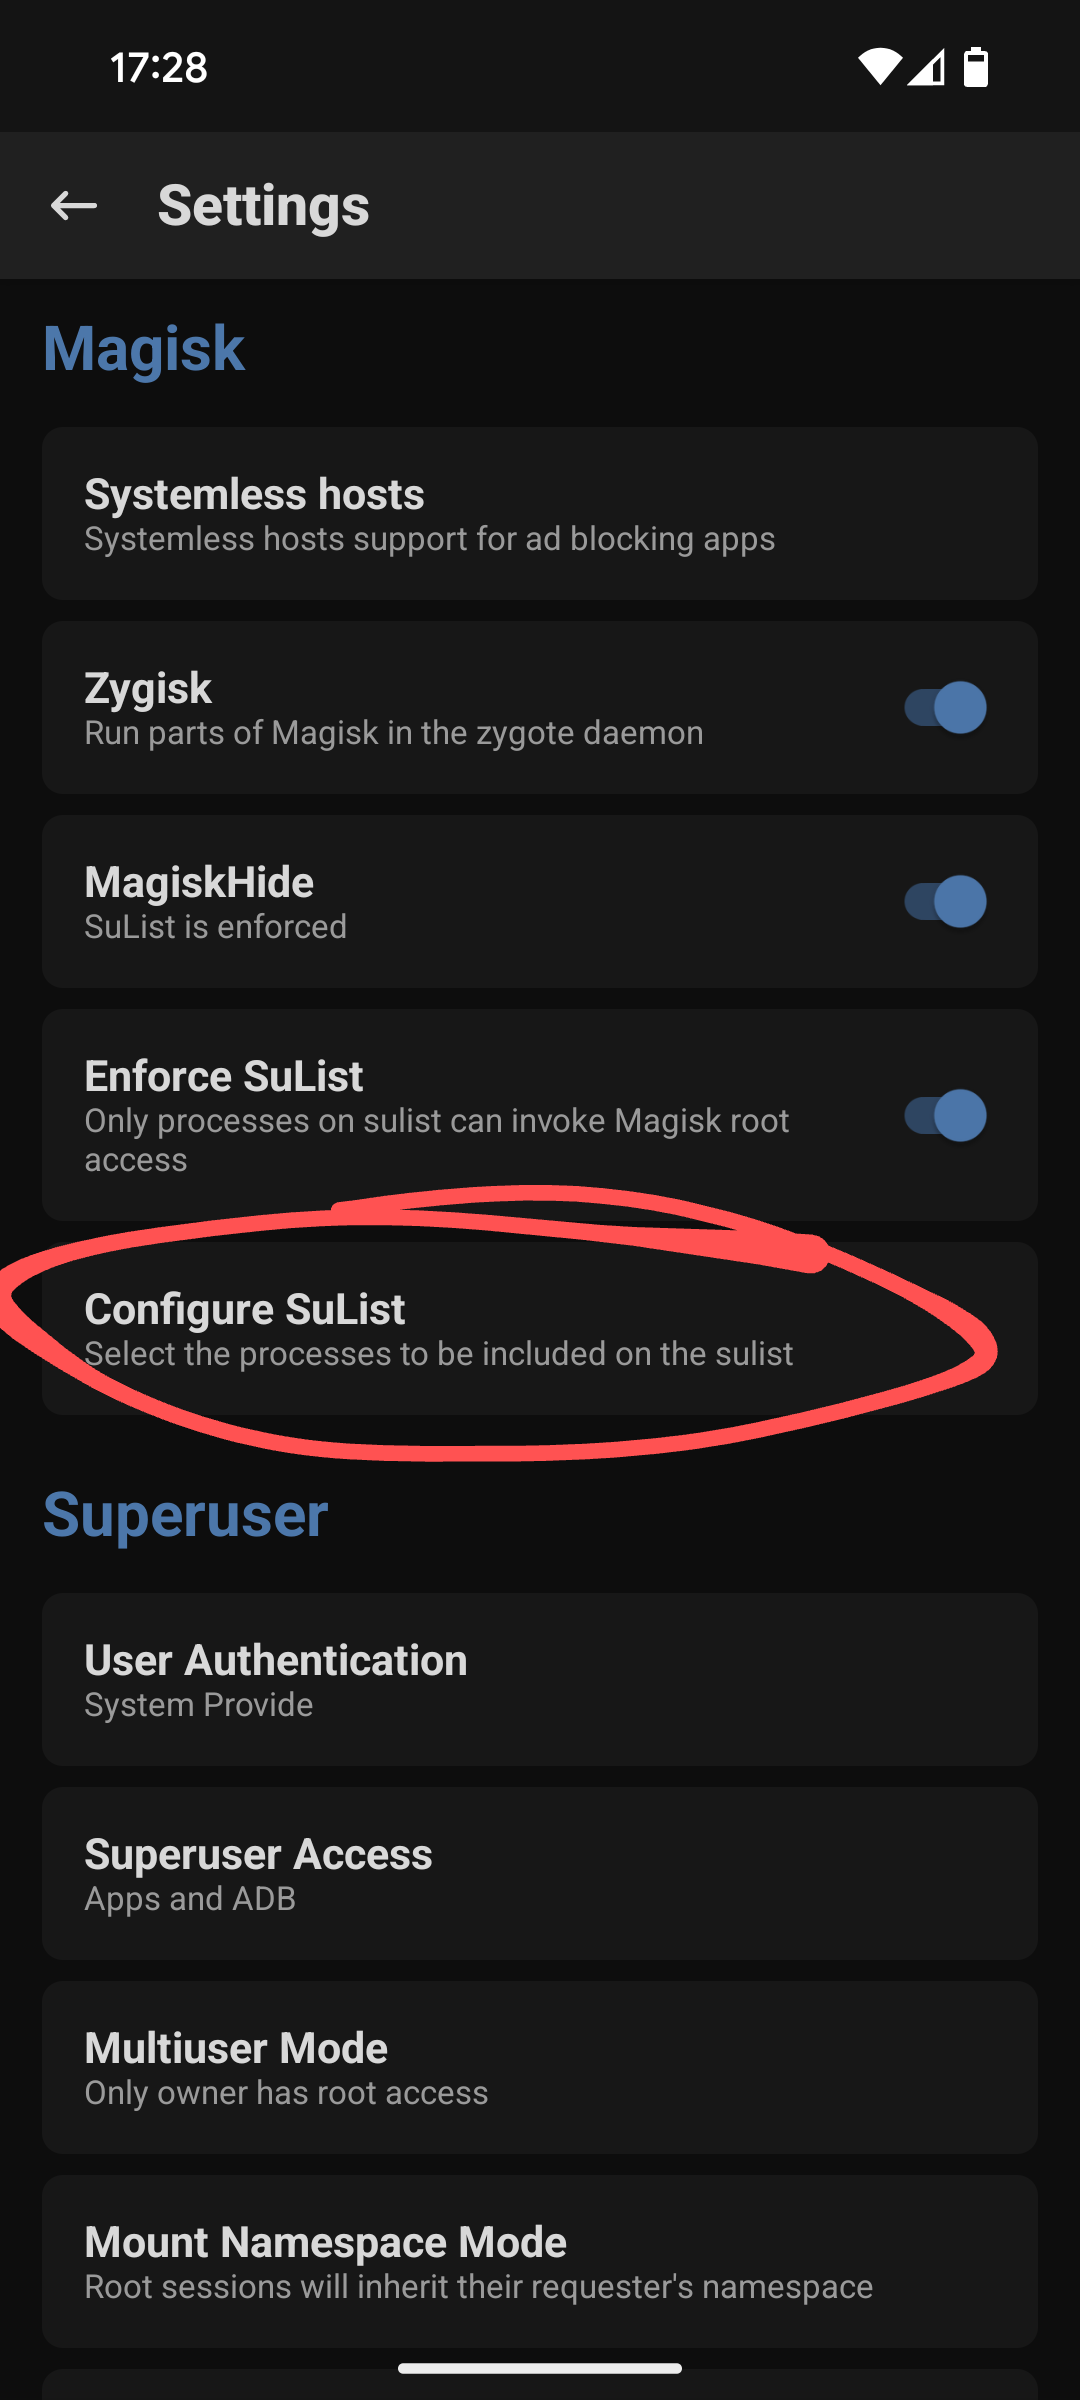 17:28
Settings
Magisk
Systemless hosts
Systemless hosts support for ad blocking apps
Zygisk
Run parts of Magisk in the zygote daemon
MagiskHide
SuList is enforced
Enforce SuList
Only processes on sulist can invoke Magisk root
access
Configure SuList
Select the processes to be included on the sulist
Superuser
User Authentication
System Provide
Superuser Access
Apps and ADB
Multiuser Mode
Only owner has root access
Mount Namespace Mode
Root sessions will inherit their requester's namespace